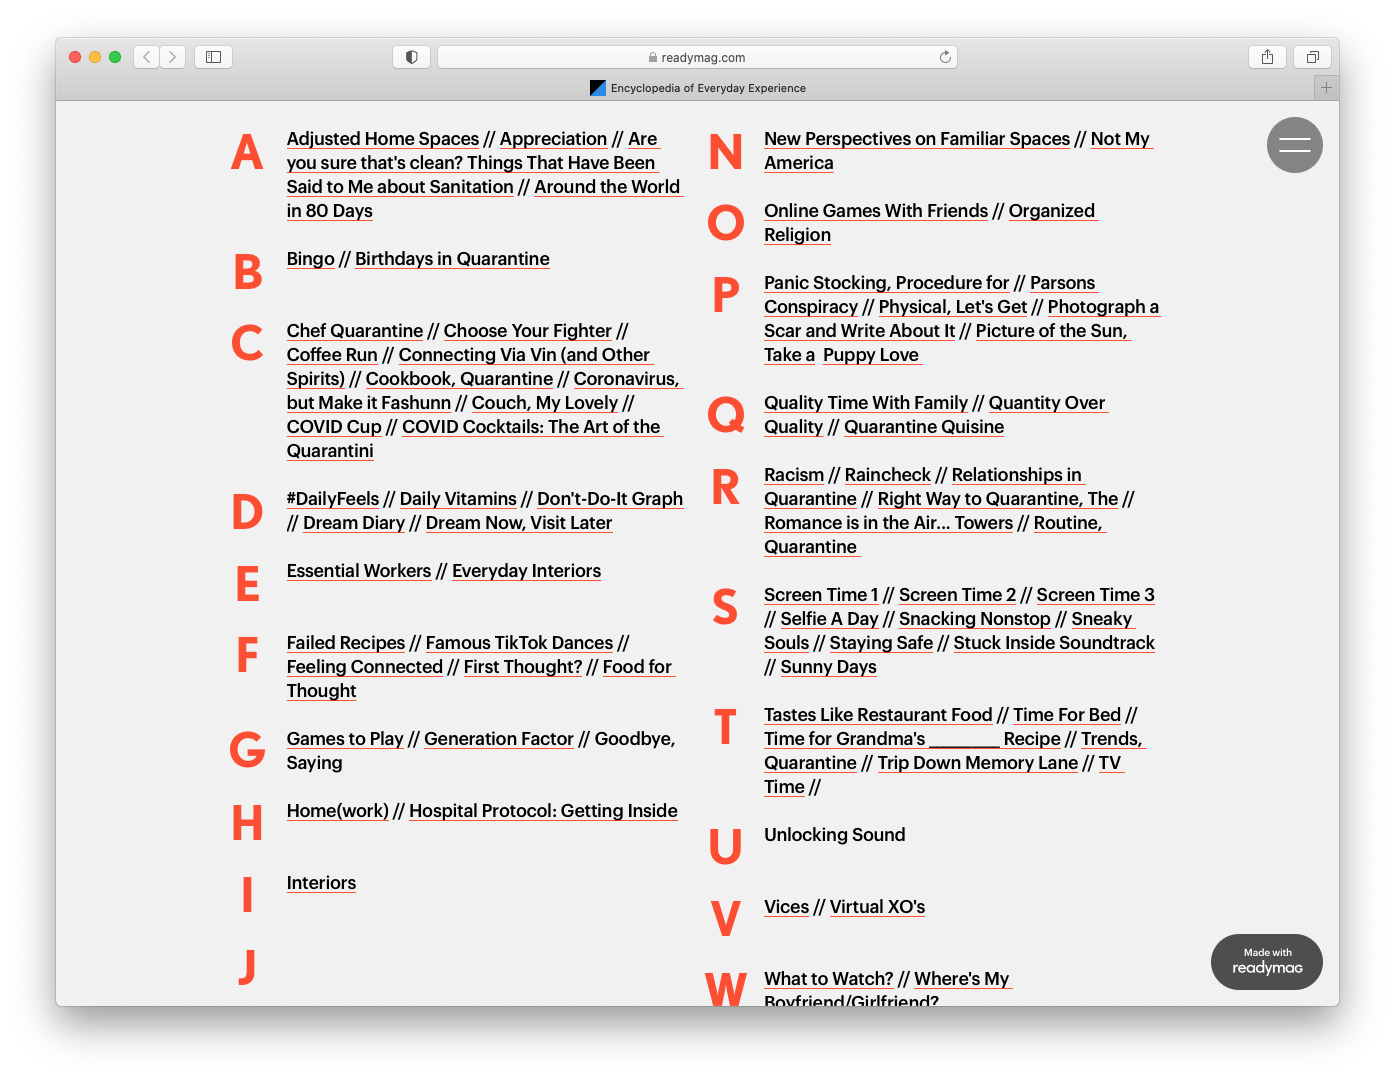 readymag.com
Encyclopedia of Everyday Experience
A
Adjusted Home Spaces // Appreciation // Are
you sure that's clean? Things That Have Been
Said to Me about Sanitation // Around the World
in 80 Days
B
Bingo // Birthdays in Quarantine
C
Chef Quarantine // Choose Your Fighter //
Coffee Run // Connecting Via Vin (and Other
Spirits) // Cookbook, Quarantine // Coronavirus,
but Make it Fashunn // Couch, My Lovely //
COVID Cup // COVID Cocktails: The Art of the
Quarantini
D
#DailyFeels // Daily Vitamins // Don't-Do-It Graph
// Dream Diary // Dream Now, Visit Later
E
Essential Workers // Everyday Interiors
F
Failed Recipes // Famous TikTok Dances //
Feeling Connected // First Thought? // Food for
Thought
G
Games to Play // Generation Factor // Goodbye,
Saying
H
Home(work) // Hospital Protocol: Getting Inside
I
Interiors
J
N
New Perspectives on Familiar Spaces // Not My
America
O
Online Games With Friends // Organized
Religion
P
Panic Stocking, Procedure for // Parsons
Conspiracy // Physical, Let's Get // Photograph a
Scar and Write About It // Picture of the Sun,
Take a Puppy Love
Q
Quality Time With Family // Quantity Over
Quality // Quarantine Quisine
R
Racism // Raincheck // Relationships in
Quarantine // Right Way to Quarantine, The //
Romance is in the Air... Towers // Routine,
Quarantine
S
Screen Time 1 // Screen Time 2 // Screen Time 3
// Selfie A Day // Snacking Nonstop // Sneaky
Souls // Staying Safe // Stuck Inside Soundtrack
// Sunny Days
T
Tastes Like Restaurant Food // Time For Bed //
Time for Grandma's ________ Recipe // Trends,
Quarantine // Trip Down Memory Lane // TV
Time //
U
Unlocking Sound
V
Vices // Virtual XO's
W
What to Watch? // Where's My
Boyfriend/Girlfriend?
Made with
readymag